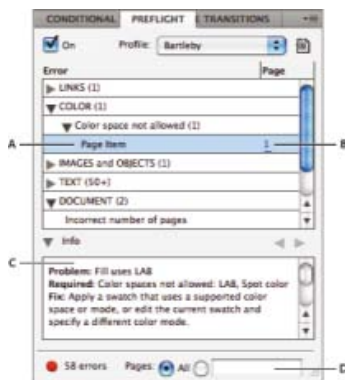 CONDITIONAL PREFLIGHT TRANSITIONS
On Profile: Bartleby
Error Page
LINKS (1)
COLOR (1)
Color space not allowed (1)
A Page Item 1 B
IMAGES and OBJECTS (1)
TEXT (50+)
DOCUMENT (2)
Incorrect number of pages
Info
C
Problem: Fill uses LAB
Required: Color spaces not allowed: LAB, Spot color
Fix: Apply a swatch that uses a supported color
space or mode, or edit the current swatch and
specify a different color mode.
58 errors Pages: All D